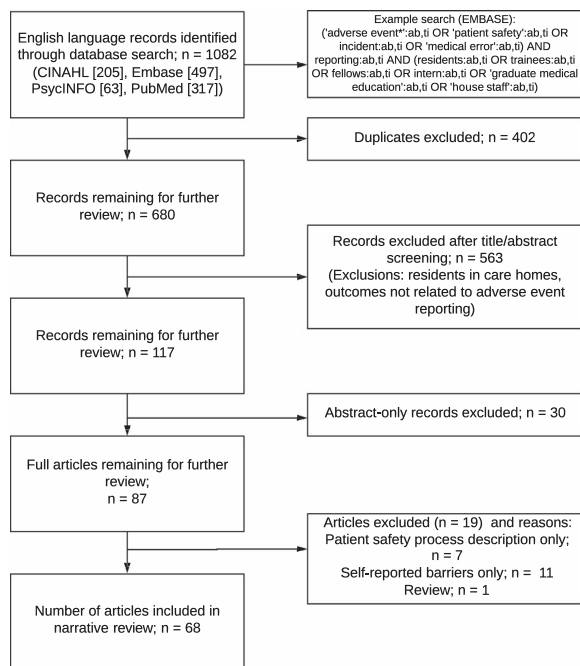 English language records identified
through database search; n = 1082
(CINAHL [205], Embase [497],
PsycINFO [63], PubMed [317])
Example search (EMBASE):
('adverse event*':ab,ti OR 'patient safety':ab,ti OR
incident:ab,ti OR 'medical error':ab,ti) AND
reporting:ab,ti AND (residents:ab,ti OR trainees:ab,ti
OR fellows:ab,ti OR intern:ab,ti OR 'graduate medical
education':ab,ti OR 'house staff':ab,ti)
Duplicates excluded; n = 402
Records remaining for further
review; n = 680
Records excluded after title/abstract
screening; n = 563
(Exclusions: residents in care homes,
outcomes not related to adverse event
reporting)
Records remaining for further
review; n = 117
Abstract-only records excluded; n = 30
Full articles remaining for further
review;
n = 87
Articles excluded (n = 19) and reasons:
Patient safety process description only;
n = 7
Self-reported barriers only; n = 11
Review; n = 1
Number of articles included in
narrative review; n = 68